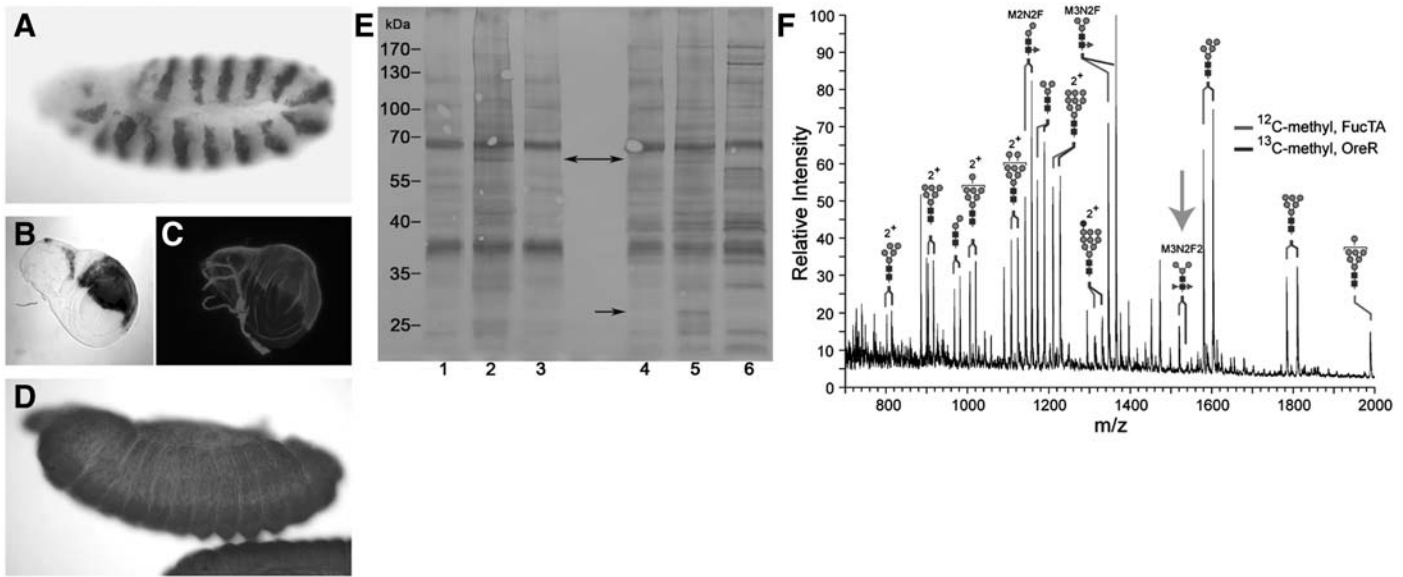 A
B
C
D
E
kDa
170
130
100
70
55
40
35
25
1 2 3 4 5 6
F
Relative Intensity
100
90
80
70
60
50
40
30
20
10
0
800 1000 1200 1400 1600 1800 2000
m/z
2+
2+
2+
2+
M2N2F
M3N2F
2+
2+
M3N2F2
12C-methyl, FucTA
13C-methyl, OreR